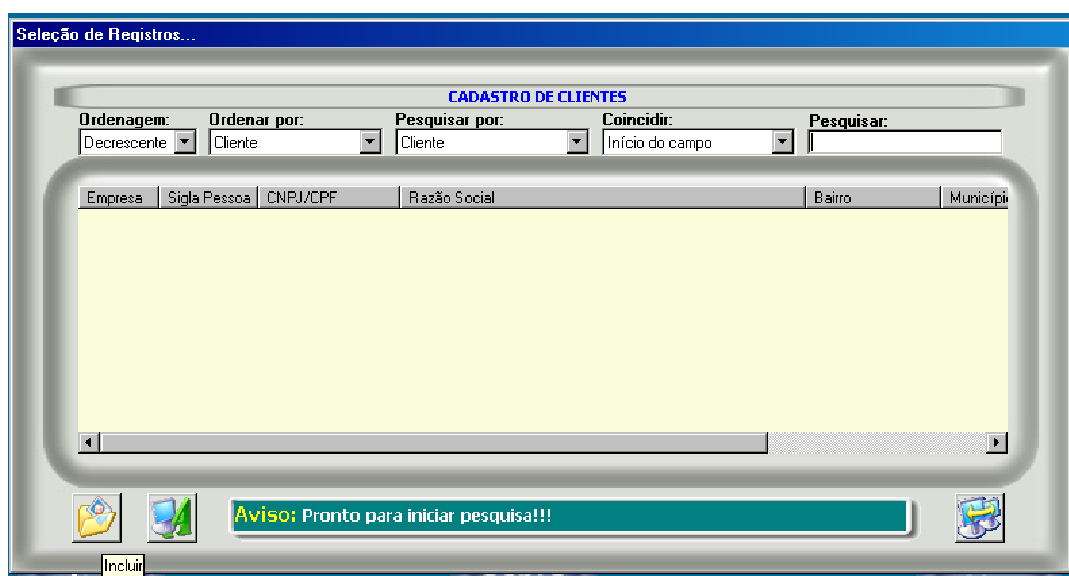 Seleção de Registros...
CADASTRO DE CLIENTES
Ordenagem: Ordenar por: Pesquisar por: Coincidir: Pesquisar:
Decrescente Cliente Cliente Início do campo
Empresa Sigla Pessoa CNPJ/CPF Razão Social Bairro Municípi
Aviso: Pronto para iniciar pesquisa!!!
Incluir